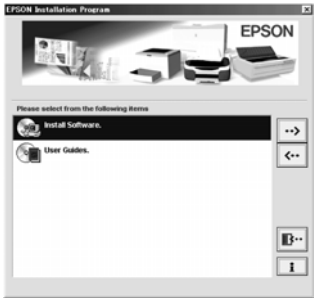 EPSON Installation Program
EPSON
Please select from the following items
Install Software.
User Guides.